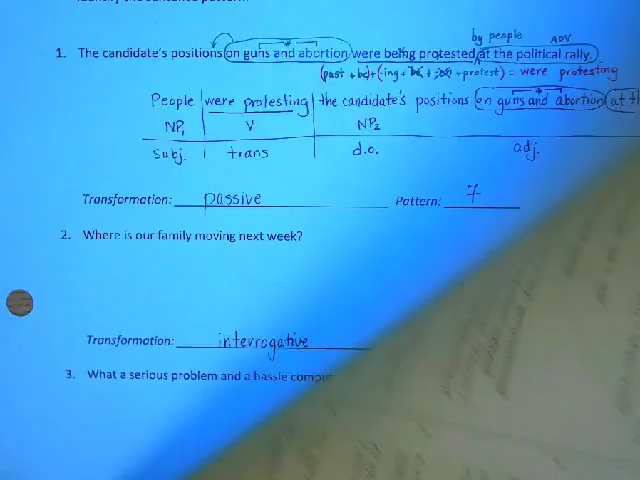 by people ADV
1. The candidate's positions on guns and abortion were being protested at the political rally.
(past + be) + (-ing + be + -en + protest) = were protesting
People | were protesting | the candidate's positions on guns and abortion at th
NP₁ V NP₂
Subj. trans d.o. adj.
Transformation: passive Pattern: 7
2. Where is our family moving next week?
Transformation: interrogative
3. What a serious problem and a hassle